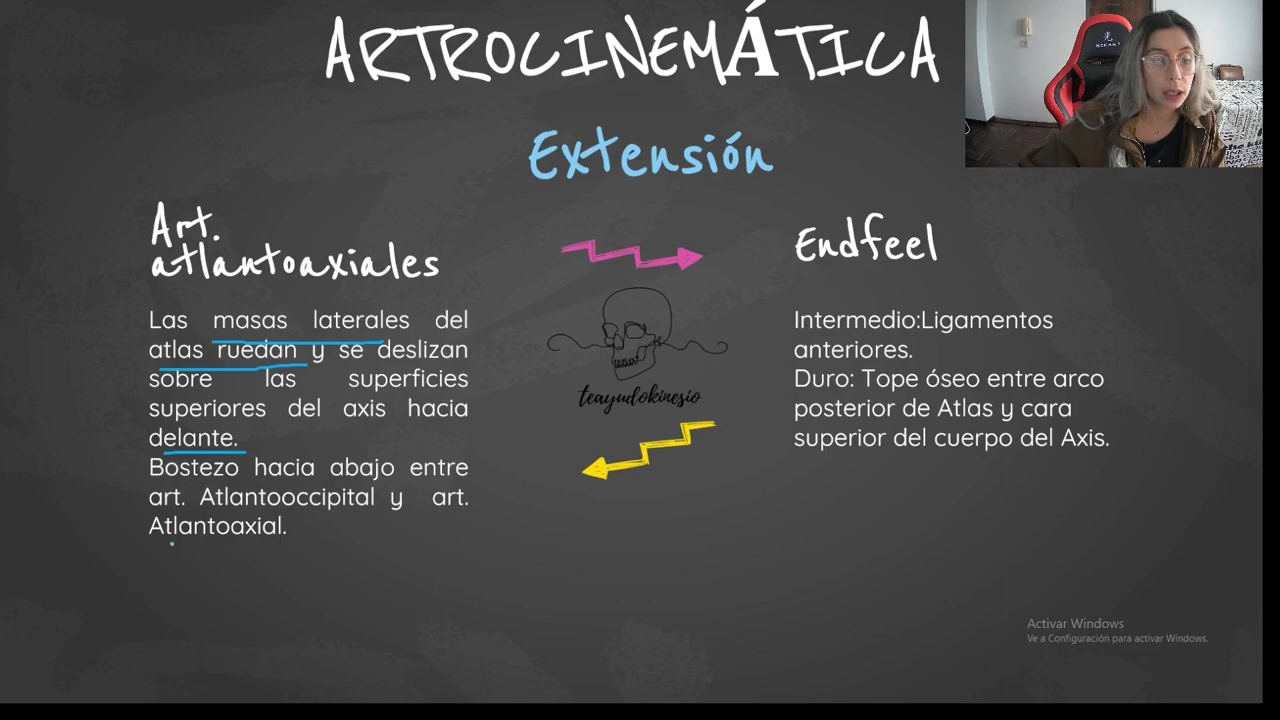 ARTROCINEMÁTICA
Extensión
Art.
atlantoaxiales
Las masas laterales del
atlas ruedan y se deslizan
sobre las superficies
superiores del axis hacia
delante.
Bostezo hacia abajo entre
art. Atlantooccipital y art.
Atlantoaxial.
teayudokinesio
Endfeel
Intermedio:Ligamentos
anteriores.
Duro: Tope óseo entre arco
posterior de Atlas y cara
superior del cuerpo del Axis.
Activar Windows
Ve a Configuración para activar Windows.